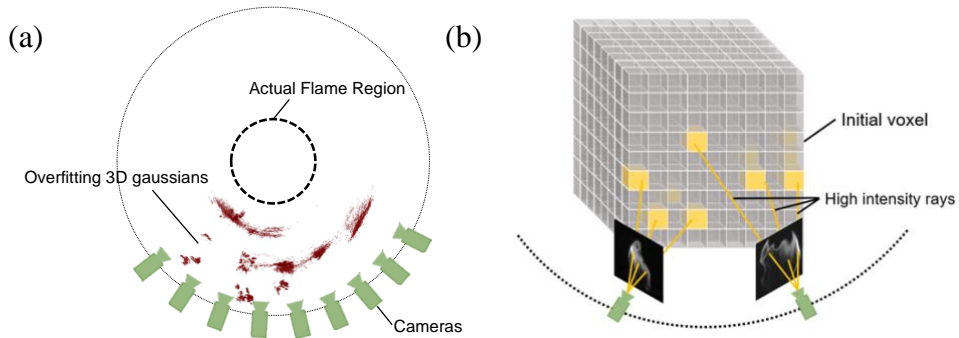 (a)
Actual Flame Region
Overfitting 3D gaussians
Cameras
(b)
Initial voxel
High intensity rays